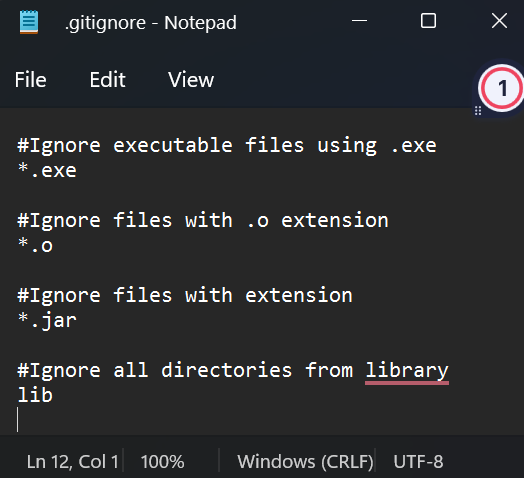 .gitignore - Notepad
File Edit View
1
#Ignore executable files using .exe
*.exe
#Ignore files with .o extension
*.o
#Ignore files with extension
*.jar
#Ignore all directories from library
lib
Ln 12, Col 1 100% Windows (CRLF) UTF-8